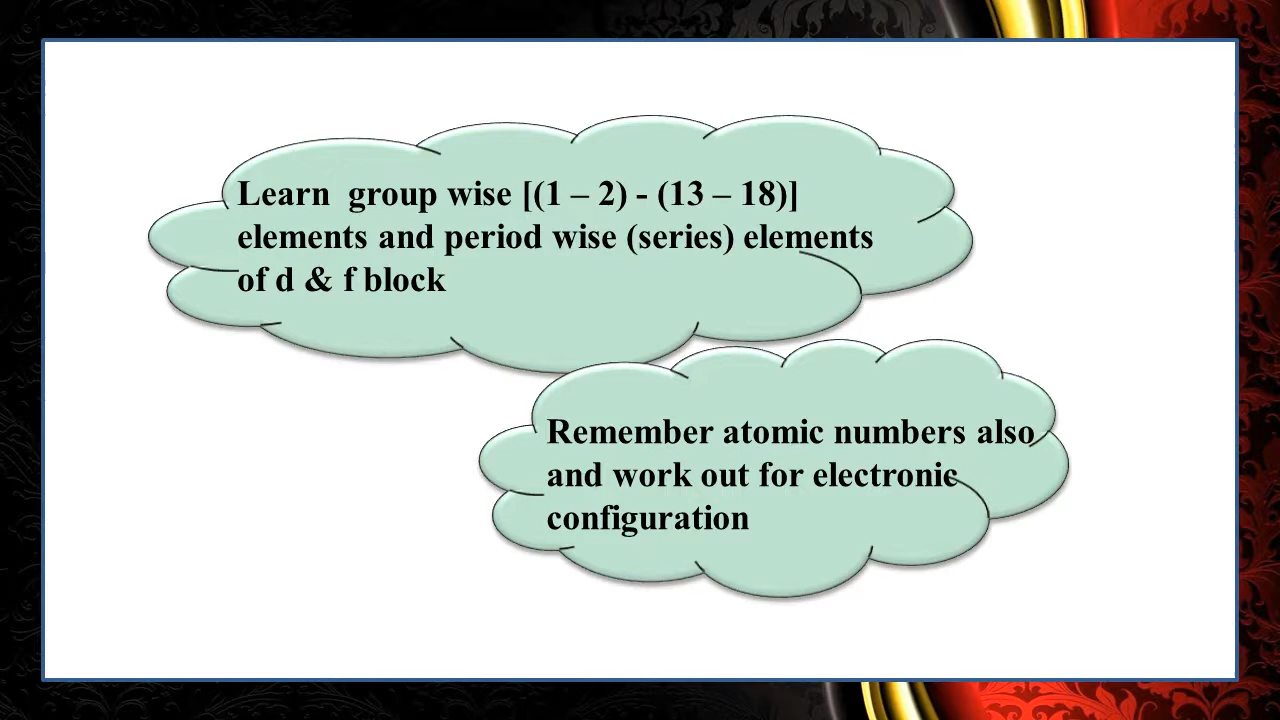 Learn  group wise [(1 – 2) - (13 – 18)]
elements and period wise (series) elements
of d & f block
Remember atomic numbers also
and work out for electronic
configuration